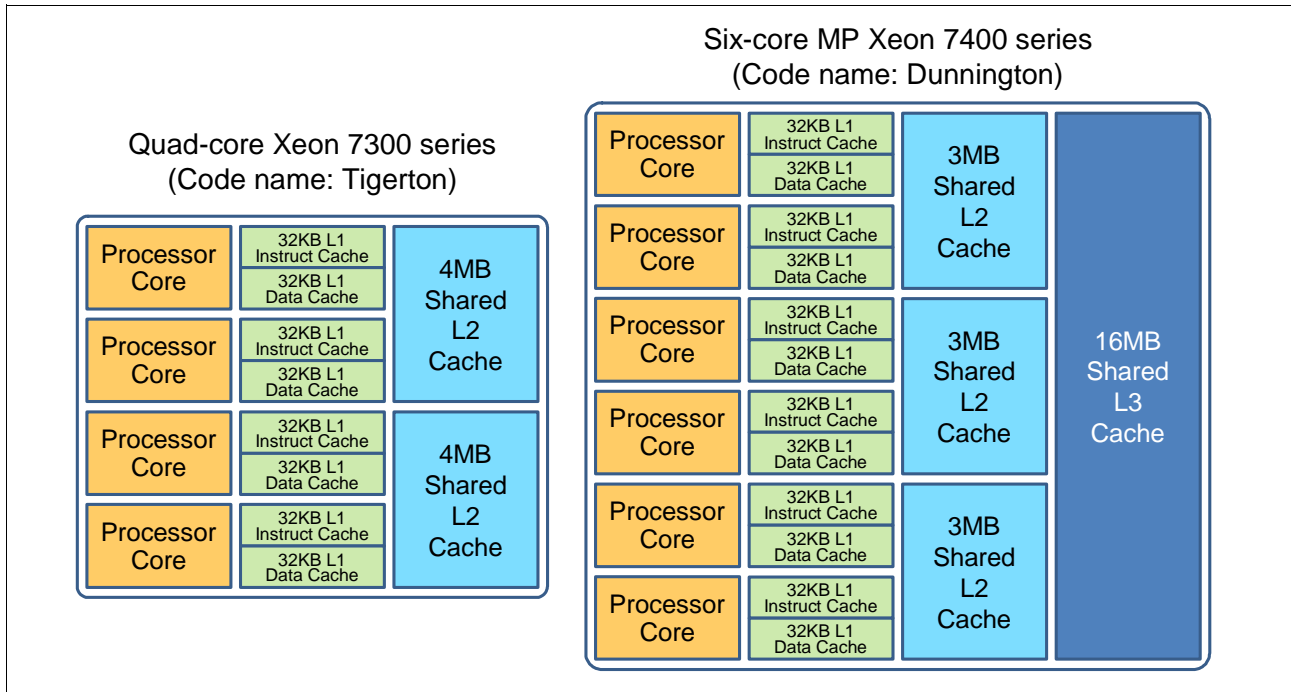 Quad-core Xeon 7300 series
(Code name: Tigerton)
Processor
Core
32KB L1
Instruct Cache
32KB L1
Data Cache
Processor
Core
32KB L1
Instruct Cache
32KB L1
Data Cache
4MB
Shared
L2
Cache
Processor
Core
32KB L1
Instruct Cache
32KB L1
Data Cache
Processor
Core
32KB L1
Instruct Cache
32KB L1
Data Cache
4MB
Shared
L2
Cache
Six-core MP Xeon 7400 series
(Code name: Dunnington)
Processor
Core
32KB L1
Instruct Cache
32KB L1
Data Cache
Processor
Core
32KB L1
Instruct Cache
32KB L1
Data Cache
3MB
Shared
L2
Cache
Processor
Core
32KB L1
Instruct Cache
32KB L1
Data Cache
Processor
Core
32KB L1
Instruct Cache
32KB L1
Data Cache
3MB
Shared
L2
Cache
Processor
Core
32KB L1
Instruct Cache
32KB L1
Data Cache
Processor
Core
32KB L1
Instruct Cache
32KB L1
Data Cache
3MB
Shared
L2
Cache
16MB
Shared
L3
Cache